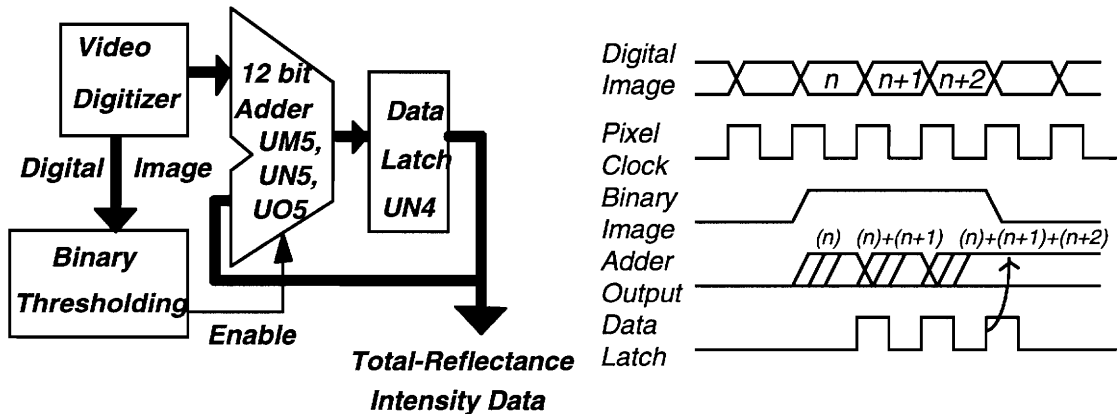 Video
Digitizer
12 bit
Adder
UM5,
UN5,
UO5
Data
Latch
UN4
Digital Image
Binary
Thresholding
Enable
Total-Reflectance
Intensity Data
Digital
Image
n n+1 n+2
Pixel
Clock
Binary
Image
(n) (n)+(n+1) (n)+(n+1)+(n+2)
Adder
Output
Data
Latch